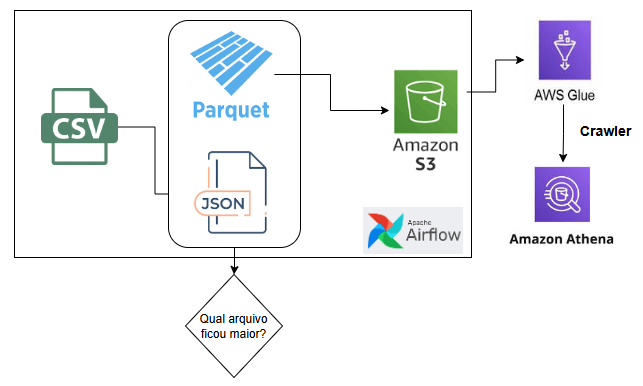 CSV
Parquet
JSON
Amazon
S3
Apache
Airflow
AWS Glue
Crawler
Amazon Athena
Qual arquivo
ficou maior?